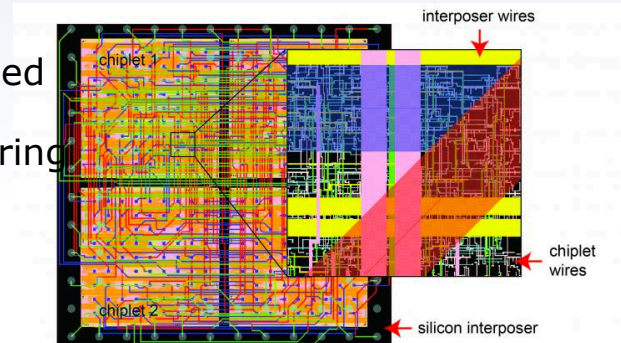 ed
ring
chiplet 1
chiplet 2
interposer wires
chiplet
wires
silicon interposer